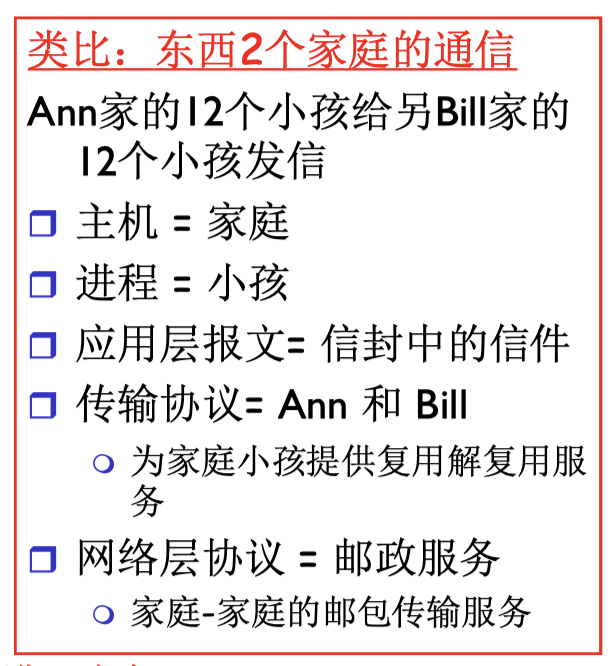 类比：东西2个家庭的通信
Ann家的12个小孩给另Bill家的
12个小孩发信
主机 = 家庭
进程 = 小孩
应用层报文= 信封中的信件
传输协议= Ann 和 Bill
为家庭小孩提供复用解复用服
务
网络层协议 = 邮政服务
家庭-家庭的邮包传输服务